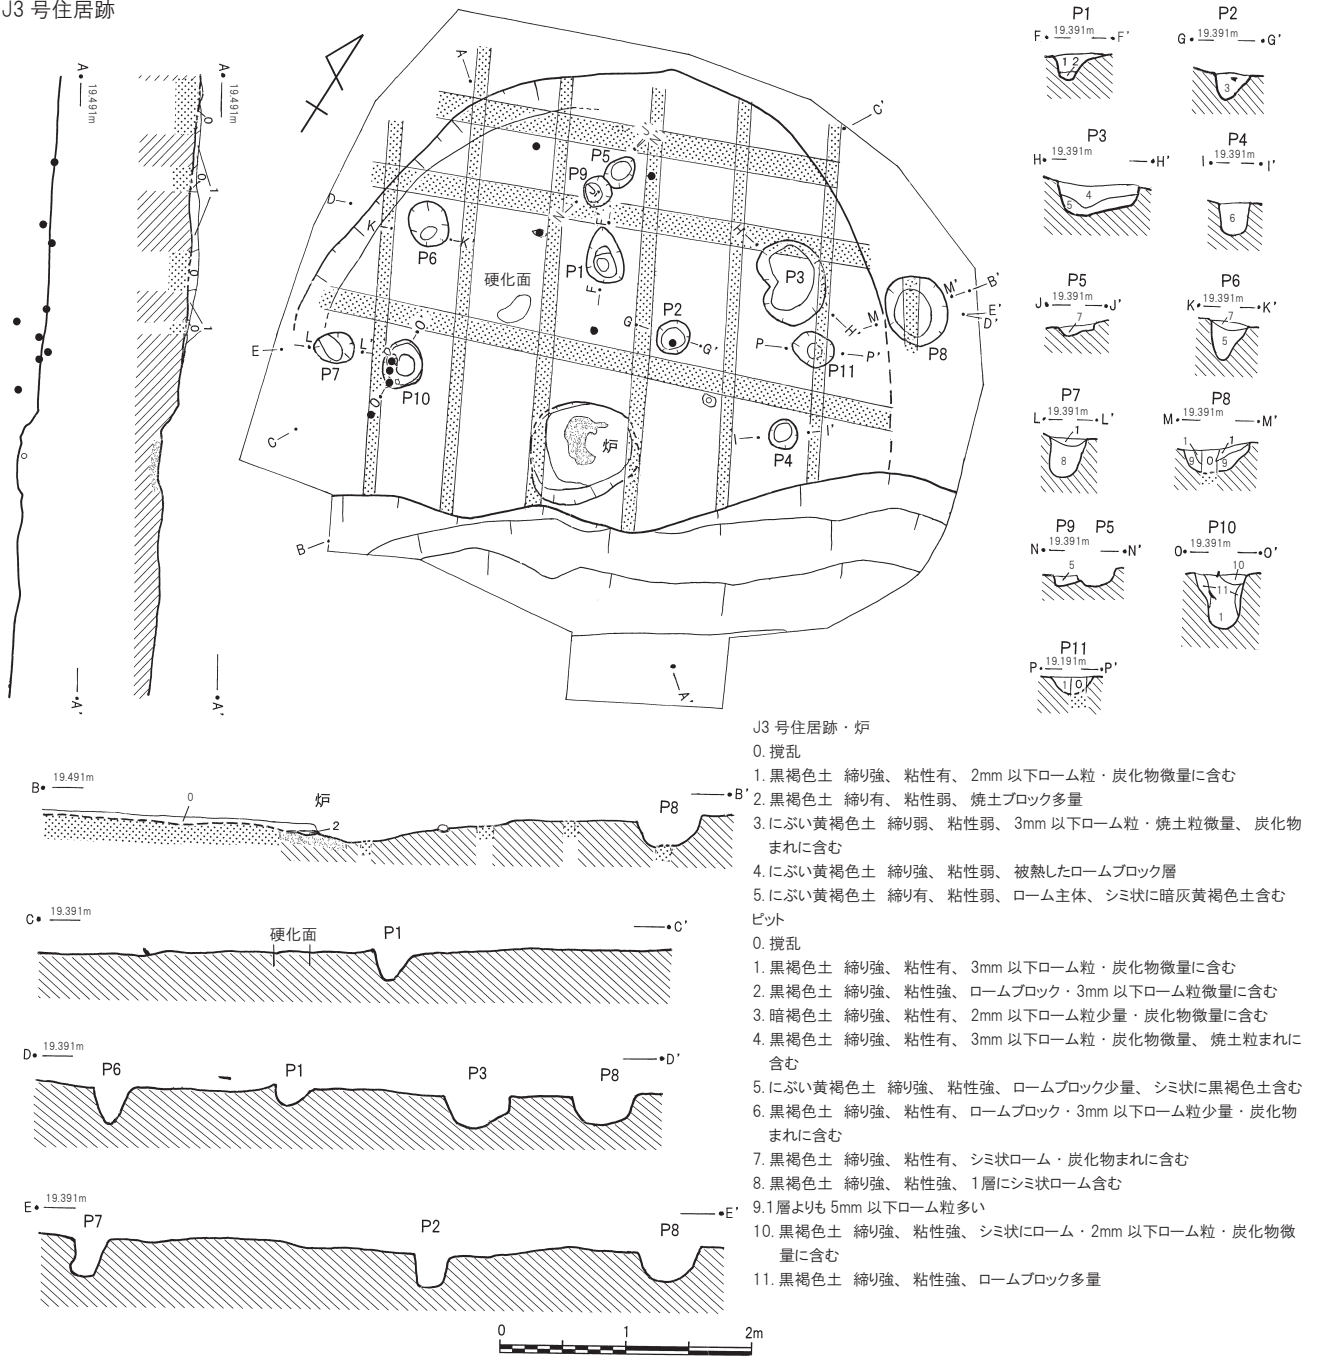 J3 号住居跡
A
19.491m
A'
A
19.491m
0
1
0
0
1
0
A'
A
C'
D
K
K'
P6
P5
P9
N
N'
J
J'
F
P1
F'
硬化面
H
P3
H'
M
M'
B'
E'
D'
P8
G
P2
G'
P
P'
P11
E
L
L'
P7
O
O'
P10
C
炉
I
I'
P4
B
A'
P1
F 19.391m F'
1 2
P2
G 19.391m G'
3
P3
H 19.391m H'
4
5
P4
I 19.391m I'
6
P5
J 19.391m J'
7
P6
K 19.391m K'
7
5
P7
L 19.391m L'
1
8
P8
M 19.391m M'
1 1
9 0 9
P9 P5
N 19.391m N'
5
P10
O 19.391m O'
10
11
1
P11
P 19.191m P'
1 0
B 19.491m B'
0
炉
2
P8
C 19.391m C'
硬化面
P1
D 19.391m D'
P6 P1 P3 P8
E 19.391m E'
P7 P2 P8
0 1 2m
J3 号住居跡・炉
0. 撹乱
1. 黒褐色土 締り強、粘性有、2mm 以下ローム粒・炭化物微量に含む
2. 黒褐色土 締り有、粘性弱、焼土ブロック多量
3. にぶい黄褐色土 締り弱、粘性弱、3mm 以下ローム粒・焼土粒微量、炭化物
まれに含む
4. にぶい黄褐色土 締り強、粘性弱、被熱したロームブロック層
5. にぶい黄褐色土 締り有、粘性弱、ローム主体、シミ状に暗灰黄褐色土含む
ピット
0. 撹乱
1. 黒褐色土 締り強、粘性有、3mm 以下ローム粒・炭化物微量に含む
2. 黒褐色土 締り強、粘性強、ロームブロック・3mm 以下ローム粒微量に含む
3. 暗褐色土 締り強、粘性有、2mm 以下ローム粒少量・炭化物微量に含む
4. 黒褐色土 締り強、粘性有、3mm 以下ローム粒・炭化物微量、焼土粒まれに
含む
5. にぶい黄褐色土 締り強、粘性強、ロームブロック少量、シミ状に黒褐色土含む
6. 黒褐色土 締り強、粘性有、ロームブロック・3mm 以下ローム粒少量・炭化物
まれに含む
7. 黒褐色土 締り強、粘性有、シミ状ローム・炭化物まれに含む
8. 黒褐色土 締り強、粘性強、1層にシミ状ローム含む
9. 1層よりも 5mm 以下ローム粒多い
10. 黒褐色土 締り強、粘性強、シミ状にローム・2mm 以下ローム粒・炭化物微
量に含む
11. 黒褐色土 締り強、粘性強、ロームブロック多量